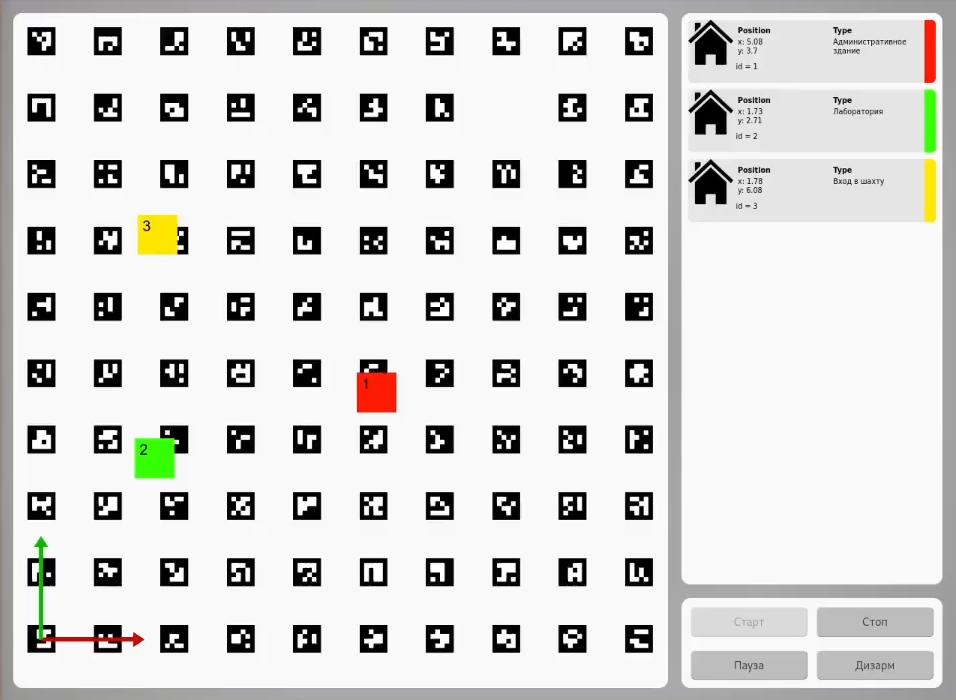 Position
Type
x: 5.08
y: 3.7
Административное
здание
id = 1
Position
Type
x: 1.73
y: 2.71
Лаборатория
id = 2
Position
Type
x: 1.78
y: 6.08
Вход в шахту
id = 3
3
1
2
Старт
Стоп
Пауза
Дизарм